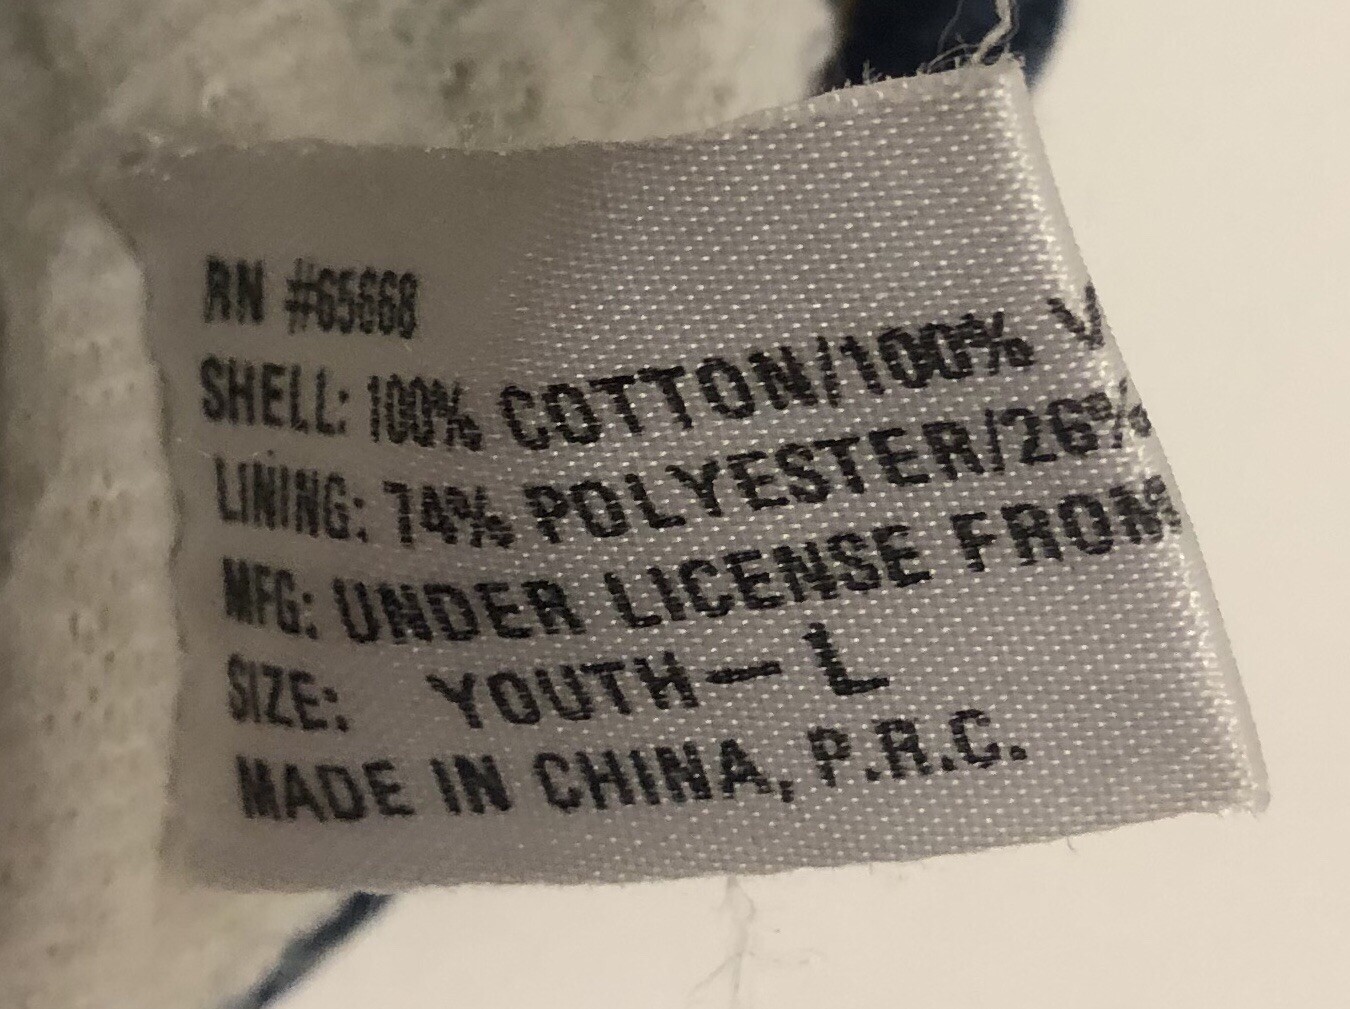 RN #65668
SHELL: 100% COTTON/100%
LINING: 74% POLYESTER/26%
MFG: UNDER LICENSE FROM
SIZE: YOUTH-L
MADE IN CHINA, P.R.C.